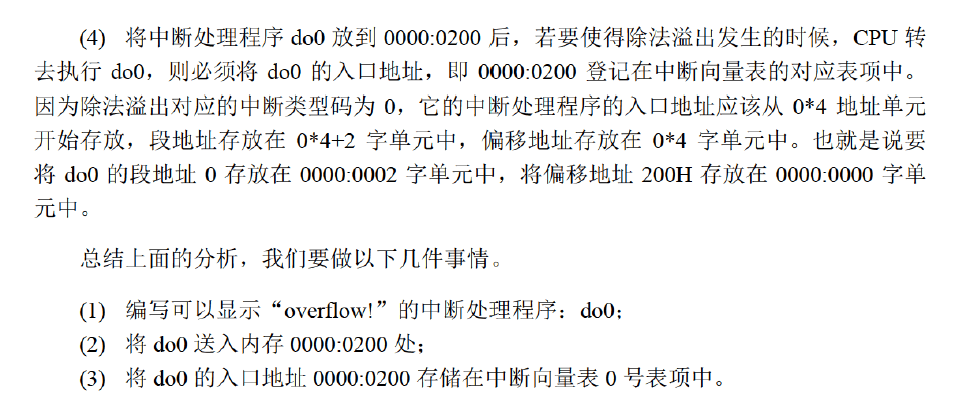 (4) 将中断处理程序 do0 放到 0000:0200 后，若要使得除法溢出发生的时候，CPU 转
去执行 do0，则必须将 do0 的入口地址，即 0000:0200 登记在中断向量表的对应表项中。
因为除法溢出对应的中断类型码为 0，它的中断处理程序的入口地址应该从 0*4 地址单元
开始存放，段地址存放在 0*4+2 字单元中，偏移地址存放在 0*4 字单元中。也就是说要
将 do0 的段地址 0 存放在 0000:0002 字单元中，将偏移地址 200H 存放在 0000:0000 字单
元中。
总结上面的分析，我们要做以下几件事情。
(1) 编写可以显示“overflow!”的中断处理程序：do0；
(2) 将 do0 送入内存 0000:0200 处；
(3) 将 do0 的入口地址 0000:0200 存储在中断向量表 0 号表项中。